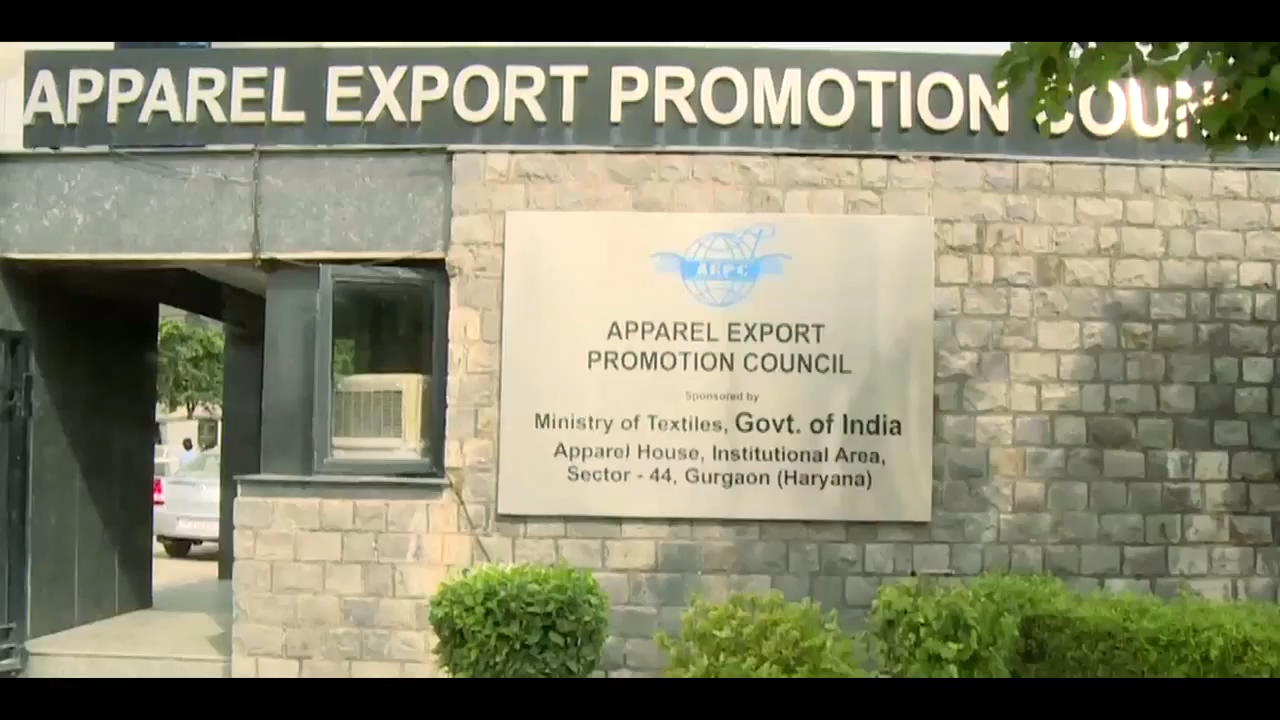 APPAREL EXPORT PROMOTION COUN
AEPC
APPAREL EXPORT
PROMOTION COUNCIL
Sponsored by
Ministry of Textiles, Govt. of India
Apparel House, Institutional Area,
Sector - 44, Gurgaon (Haryana)